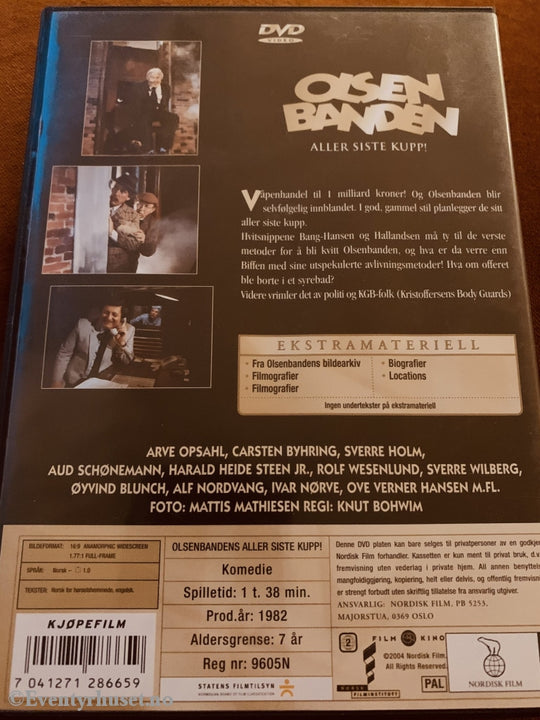 DVD
VIDEO
OLSEN
BANDEN
ALLER SISTE KUPP!
Våpenhandel til 1 milliard kroner! Og Olsenbanden blir
selvfølgelig innblandet. I god, gammel stil planlegger de sitt
aller siste kupp.
Hvitsnippene Bang-Hansen og Hallandsen må ty til de verste
metoder for å bli kvitt Olsenbanden, og hva er da verre enn
Biffen med sine utspekulerte avlivningsmetoder! Hva om offeret
ble borte i et syrebad?
Videre vrimler det av politi og KGB-folk (Kristoffersens Body Guards)
EKSTRAMATERIELL
• Fra Olsenbandens bildearkiv
• Filmografier
• Filmografier
• Biografier
• Locations
Ingen undertekster på ekstramateriell
ARVE OPSAHL, CARSTEN BYHRING, SVERRE HOLM,
AUD SCHØNEMANN, HARALD HEIDE STEEN JR., ROLF WESENLUND, SVERRE WILBERG,
ØYVIND BLUNCH, ALF NORDVANG, IVAR NØRVE, OVE VERNER HANSEN M.FL.
FOTO: MATTIS MATHIESEN REGI: KNUT BOHWIM
BILDEFORMAT: 16:9 ANAMORPHIC WIDESCREEN
1.77:1 FULL-FRAME
SPRÅK: Norsk - 1.0
TEKSTER: Norsk for hørselshemmede, engelsk.
KJØPEFILM
7 041271 286659
OLSENBANDENS ALLER SISTE KUPP!
Komedie
Spilletid: 1 t. 38 min.
Prod.år: 1982
Aldersgrense: 7 år
Reg nr: 9605N
STATENS FILMTILSYN
Denne DVD platen kan bare selges til privatpersoner av en godkjen
Nordisk Film forhandler. Kassetten er kun ment til privat bruk, d.v.
fremvisning uten vederlag i private hjem. All annen benyttels
mangfoldiggjøring, kopiering, helt eller delvis, og offentlig fremvisni
er strengt forbudt uten skriftlig tillatelse fra ansvarlig utgiver.
ANSVARLIG: NORDISK FILM, PB 5253,
MAJORSTUA, 0369 OSLO
2
NORSK
FILMINSTITUTT
FILM KINO
©2004 Nordisk Film.
All Rights Reserved.
PAL
NORDISK FILM
©Eventyrhuset.no